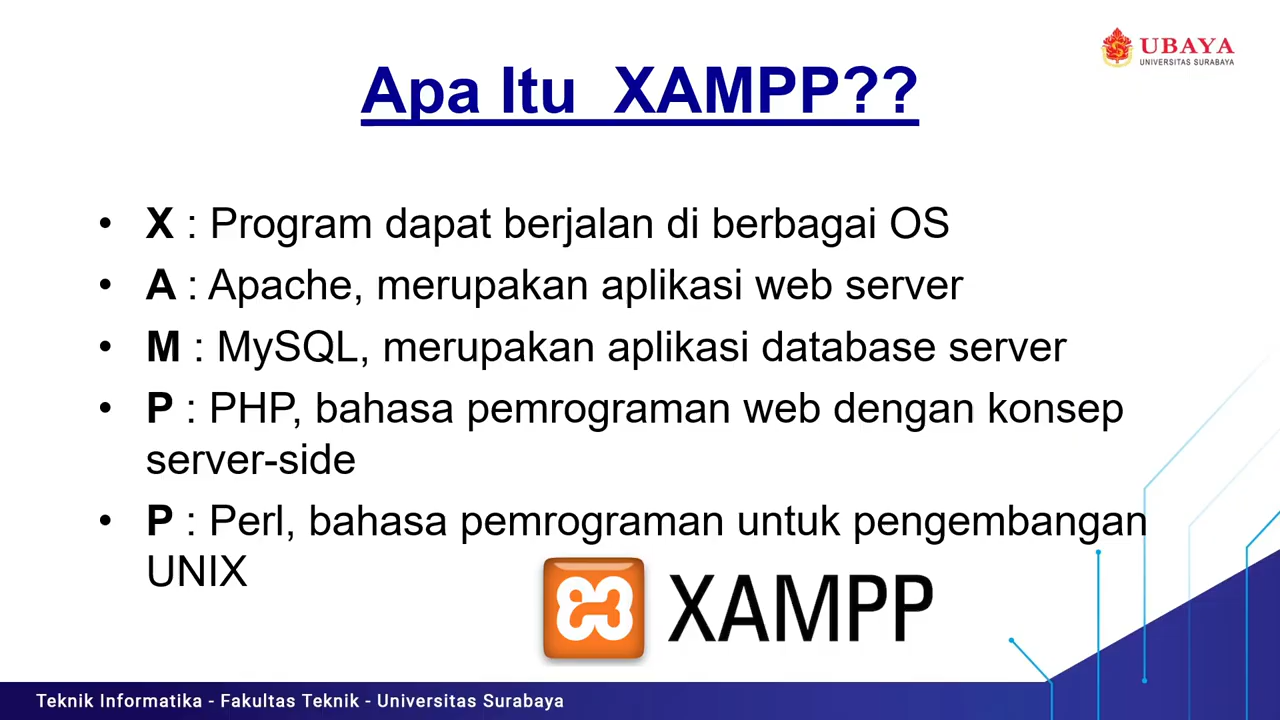 UBAYA
UNIVERSITAS SURABAYA
Apa Itu XAMPP??
• X : Program dapat berjalan di berbagai OS
• A : Apache, merupakan aplikasi web server
• M : MySQL, merupakan aplikasi database server
• P : PHP, bahasa pemrograman web dengan konsep
server-side
• P : Perl, bahasa pemrograman untuk pengembangan
UNIX
XAMPP
Teknik Informatika - Fakultas Teknik - Universitas Surabaya